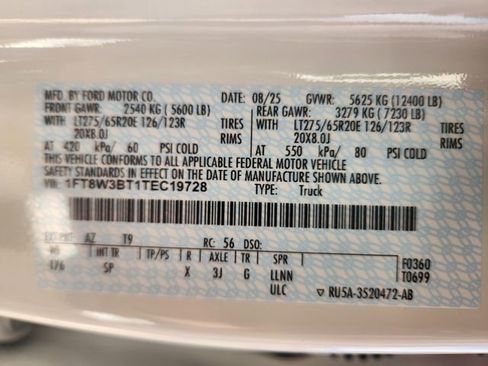 MFD. BY FORD MOTOR CO. 08/25 GVWR: 5625 KG (12400 LB)
FRONT GAWR: 2540 KG (5600 LB) REAR GAWR: 3279 KG (7230 LB)
WITH LT275/65R20E 126/123R TIRES WITH LT275/65R20E 126/123R TIRES
20X8.0J RIMS 20X8.0J RIMS
AT 420 kPa/ 60 PSI COLD AT 550 kPa/ 80 PSI COLD
THIS VEHICLE CONFORMS TO ALL APPLICABLE FEDERAL MOTOR VEHICLE
SAFETY STANDARDS IN EFFECT ON THE DATE OF MANUFACTURE SHOWN ABOVE.
VIN: 1FT8W3BT1TEC19728 TYPE: Truck
EXT PNT: AZ T9 RC: 56 DSO: F0360
WB INT TR TP/PS R AXLE TR SPR T0699
176 SP X 3J G LLNN
ULC RU5A-3520472-AB